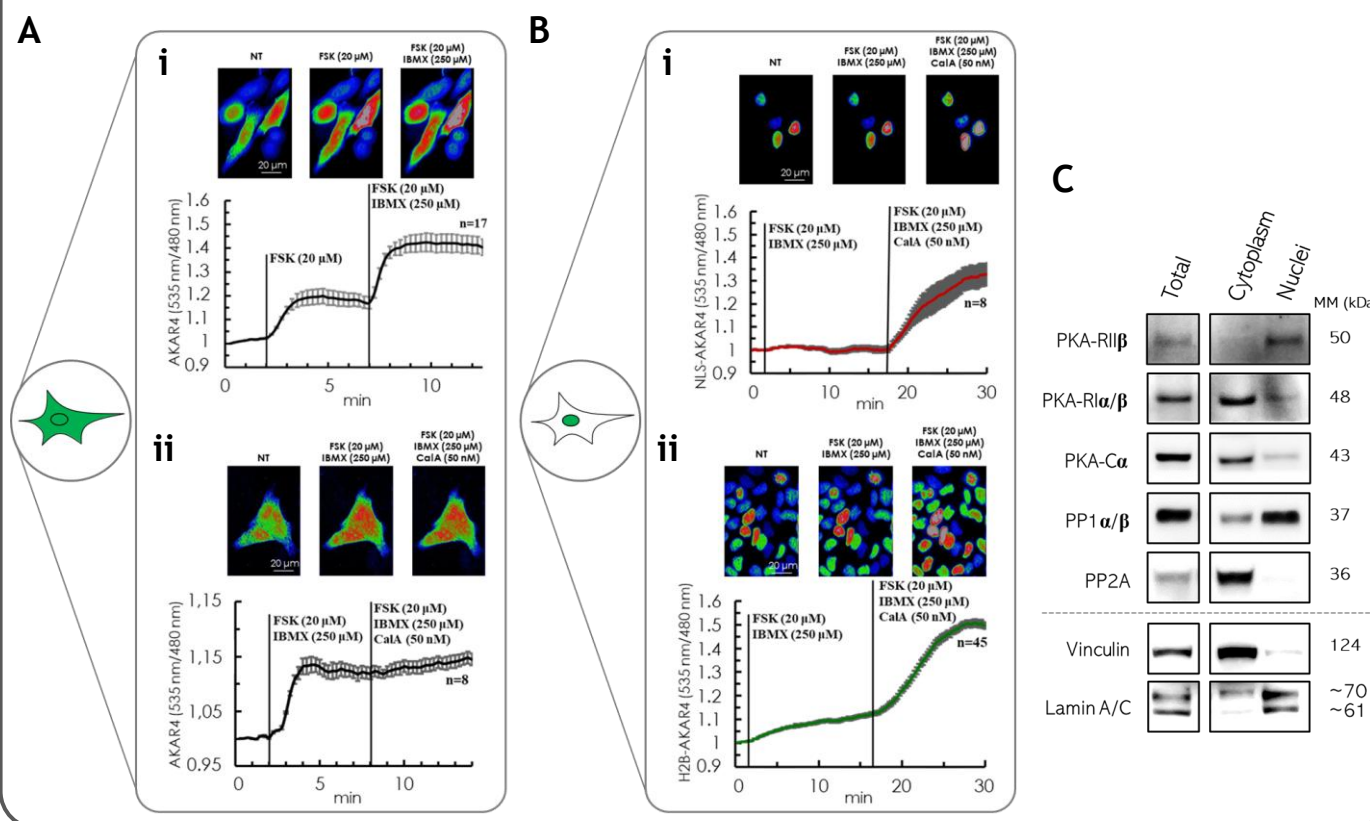 A
i
NT
FSK (20 µM)
FSK (20 µM)
IBMX (250 µM)
20 µm
AKAR4 (535 nm/480 nm)
1.6
1.5
1.4
1.3
1.2
1.1
1
0.9
FSK (20 µM)
FSK (20 µM)
IBMX (250 µM)
n=17
0
5
10
min
ii
NT
FSK (20 µM)
IBMX (250 µM)
FSK (20 µM)
IBMX (250 µM)
CalA (50 nM)
20 µm
AKAR4 (535 nm/480 nm)
1,15
1.15
1,05
1
0.95
FSK (20 µM)
IBMX (250 µM)
FSK (20 µM)
IBMX (250 µM)
CalA (50 nM)
n=8
0
5
10
min
B
i
NT
FSK (20 µM)
IBMX (250 µM)
FSK (20 µM)
IBMX (250 µM)
CalA (50 nM)
20 µm
NLS-AKAR4 (535 nm/480 nm)
1.6
1.5
1.4
1.3
1.2
1.1
1
0.9
FSK (20 µM)
IBMX (250 µM)
FSK (20 µM)
IBMX (250 µM)
CalA (50 nM)
n=8
0
10
20
30
min
ii
NT
FSK (20 µM)
IBMX (250 µM)
FSK (20 µM)
IBMX (250 µM)
CalA (50 nM)
20 µm
H2B-AKAR4 (535 nm/480 nm)
1.6
1.5
1.4
1.3
1.2
1.1
1
0.9
FSK (20 µM)
IBMX (250 µM)
FSK (20 µM)
IBMX (250 µM)
CalA (50 nM)
n=45
0
10
20
30
min
C
Total
Cytoplasm
Nuclei
MM (kDa
PKA-RIIβ
50
PKA-RIα/β
48
PKA-Cα
43
PP1α/β
37
PP2A
36
Vinculin
124
Lamin A/C
~70
~61